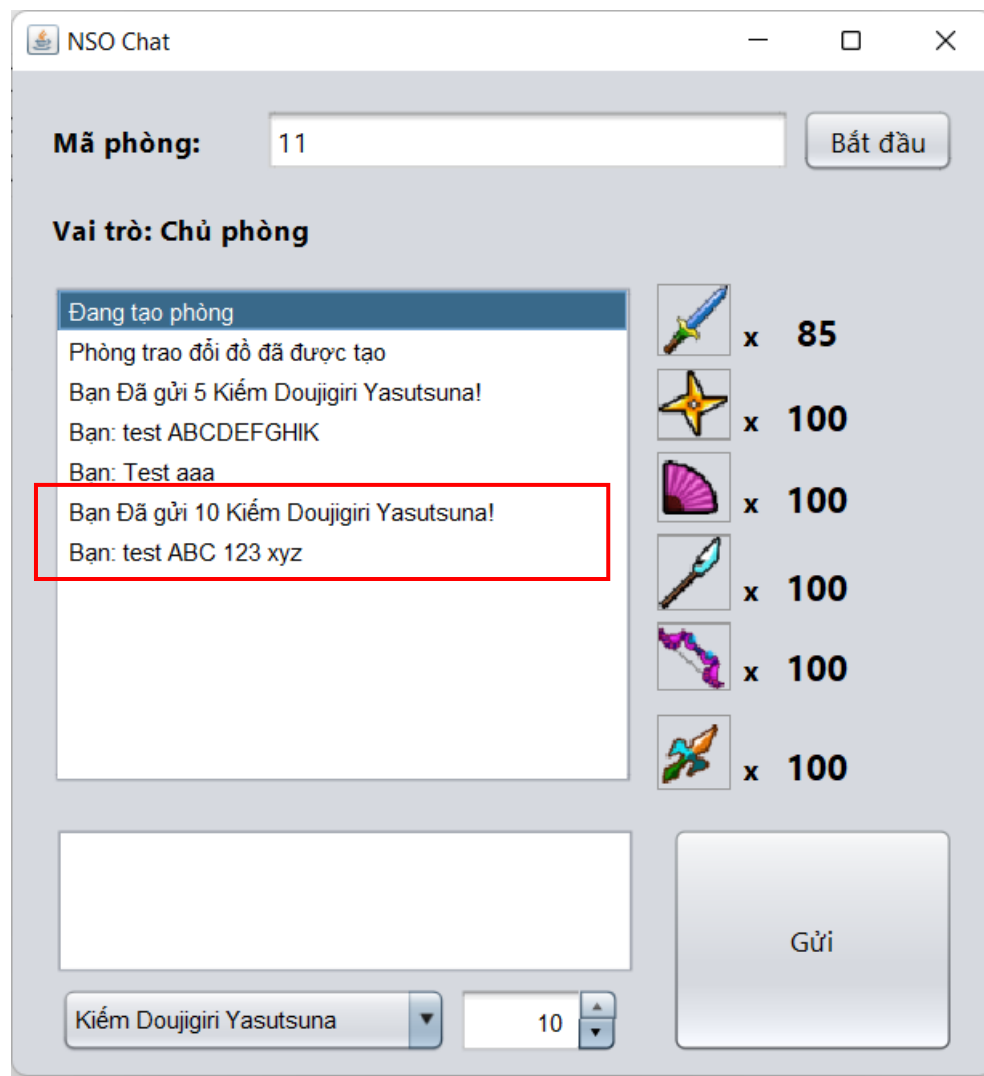 NSO Chat
Mã phòng:
11
Bắt đầu
Vai trò: Chủ phòng
Đang tạo phòng
Phòng trao đổi đồ đã được tạo
Bạn Đã gửi 5 Kiếm Doujigiri Yasutsuna!
Bạn: test ABCDEFGHIK
Bạn: Test aaa
Bạn Đã gửi 10 Kiếm Doujigiri Yasutsuna!
Bạn: test ABC 123 xyz
x 85
x 100
x 100
x 100
x 100
x 100
Gửi
Kiếm Doujigiri Yasutsuna
10